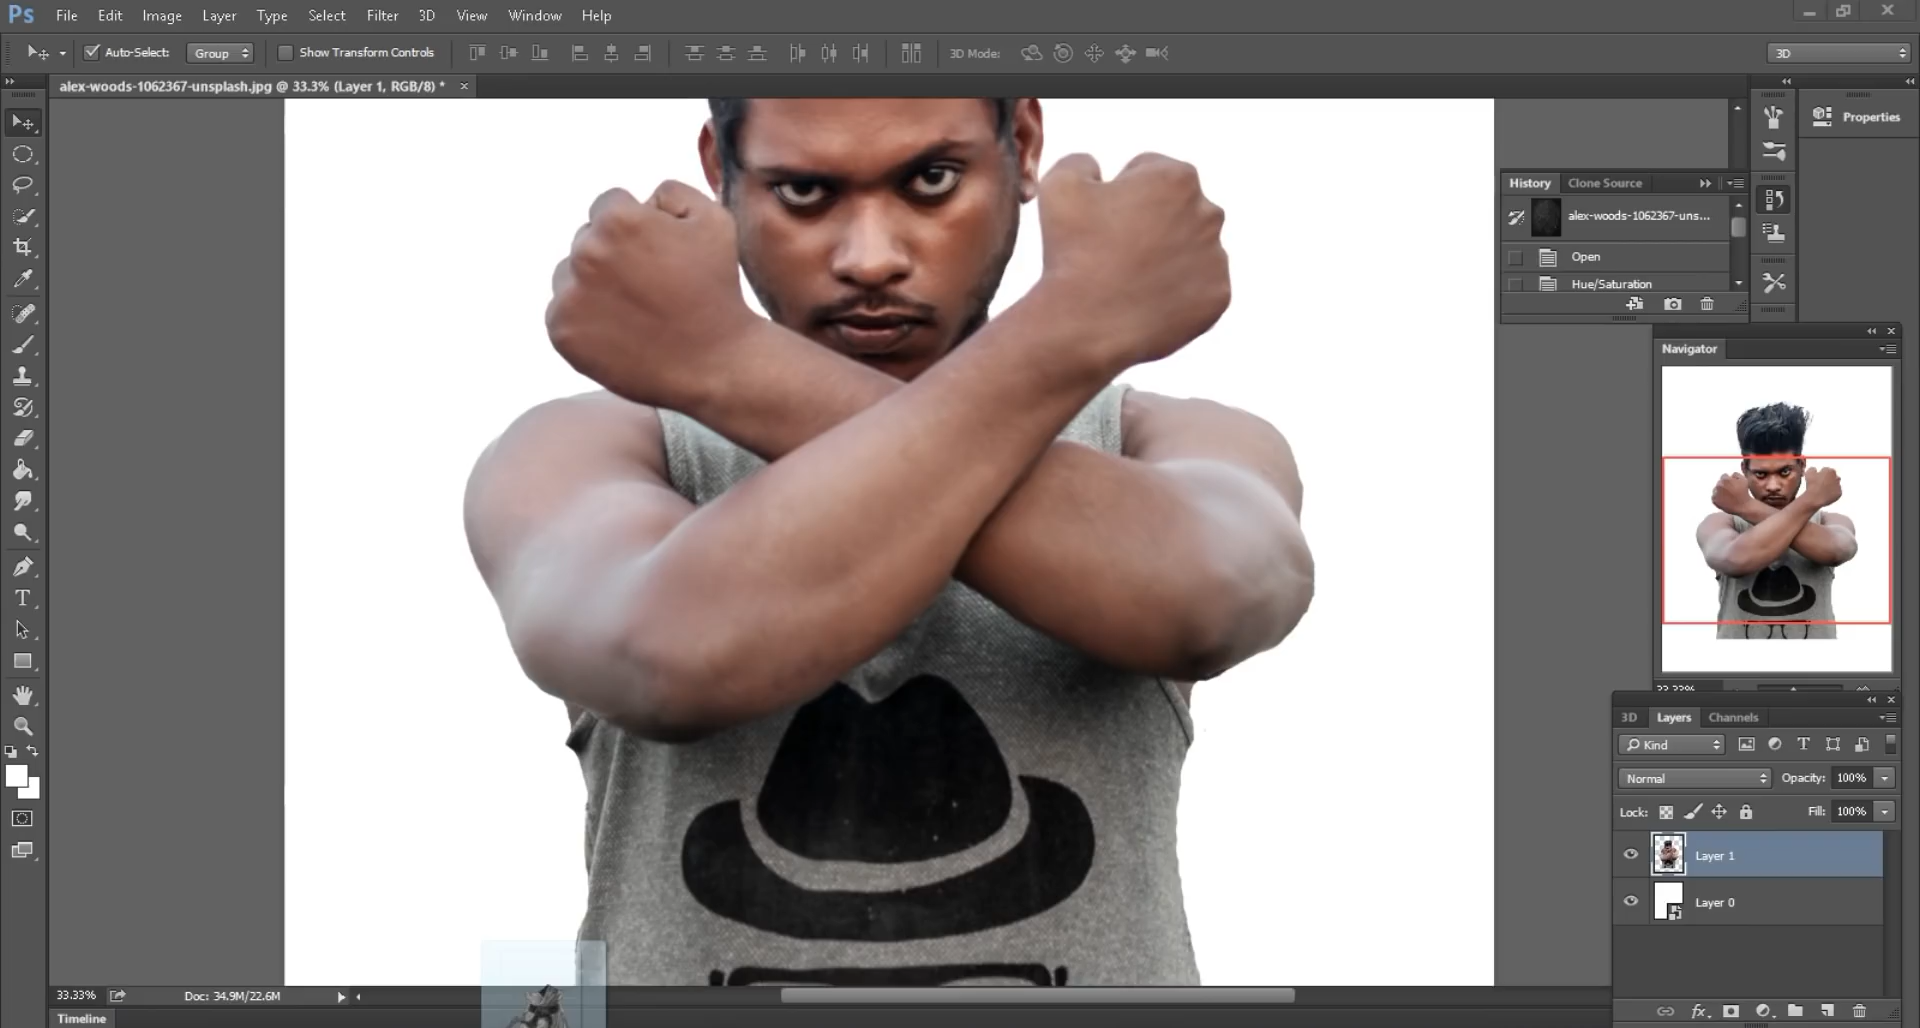 Ps File Edit Image Layer Type Select Filter 3D View Window Help
Auto-Select: Group Show Transform Controls 3D Mode: 3D
alex-woods-1062367-unsplash.jpg @ 33.3% (Layer 1, RGB/8) *
Properties
History Clone Source
alex-woods-1062367-uns...
Open
Hue/Saturation
Navigator
33.33%
3D Layers Channels
Kind
Normal Opacity: 100%
Lock: Fill: 100%
Layer 1
Layer 0
33.33% Doc: 34.9M/22.6M
Timeline
fx